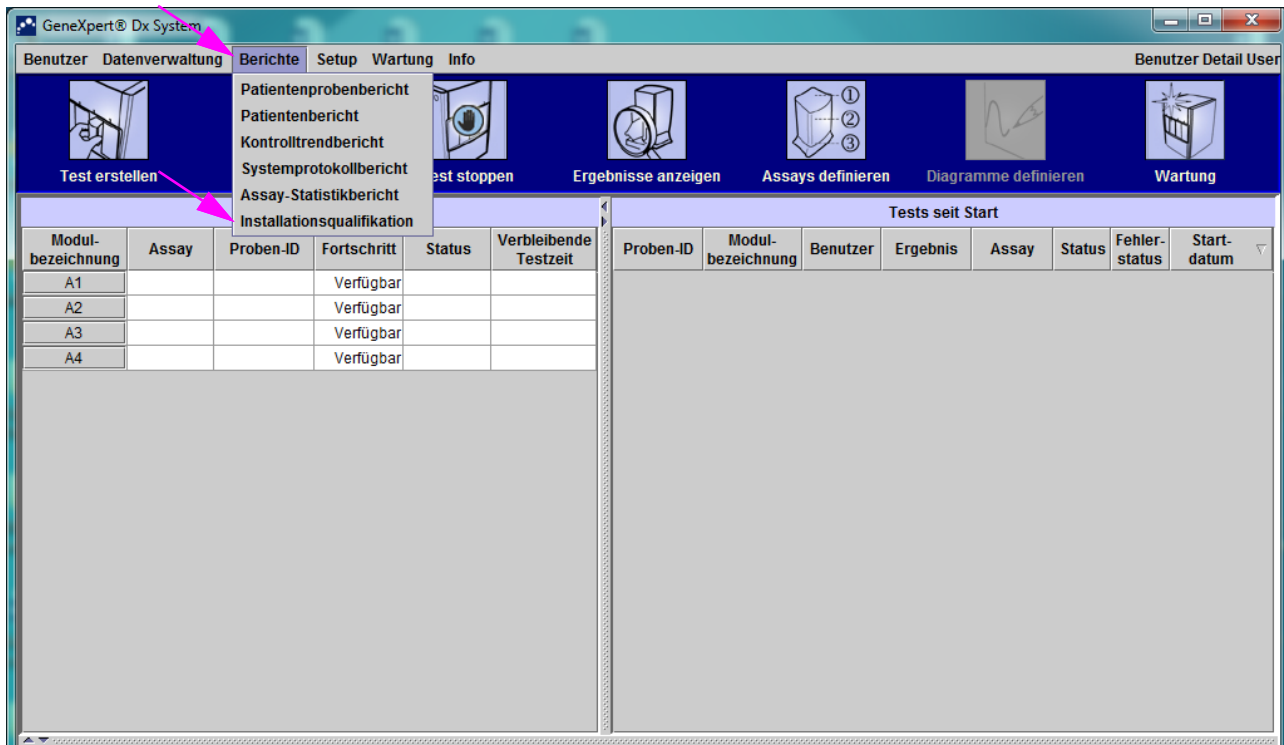 GeneXpert® Dx System
Benutzer Datenverwaltung Berichte Setup Wartung Info Benutzer Detail User
Patientenprobenbericht
Patientenbericht
Kontrolltrendbericht
Systemprotokollbericht
Assay-Statistikbericht
Installationsqualifikation
①
②
③
Test erstellen est stoppen Ergebnisse anzeigen Assays definieren Diagramme definieren Wartung
Modul-bezeichnung Assay Proben-ID Fortschritt Status Verbleibende Testzeit
A1 Verfügbar
A2 Verfügbar
A3 Verfügbar
A4 Verfügbar
Tests seit Start
Proben-ID Modul-bezeichnung Benutzer Ergebnis Assay Status Fehler-status Start-datum